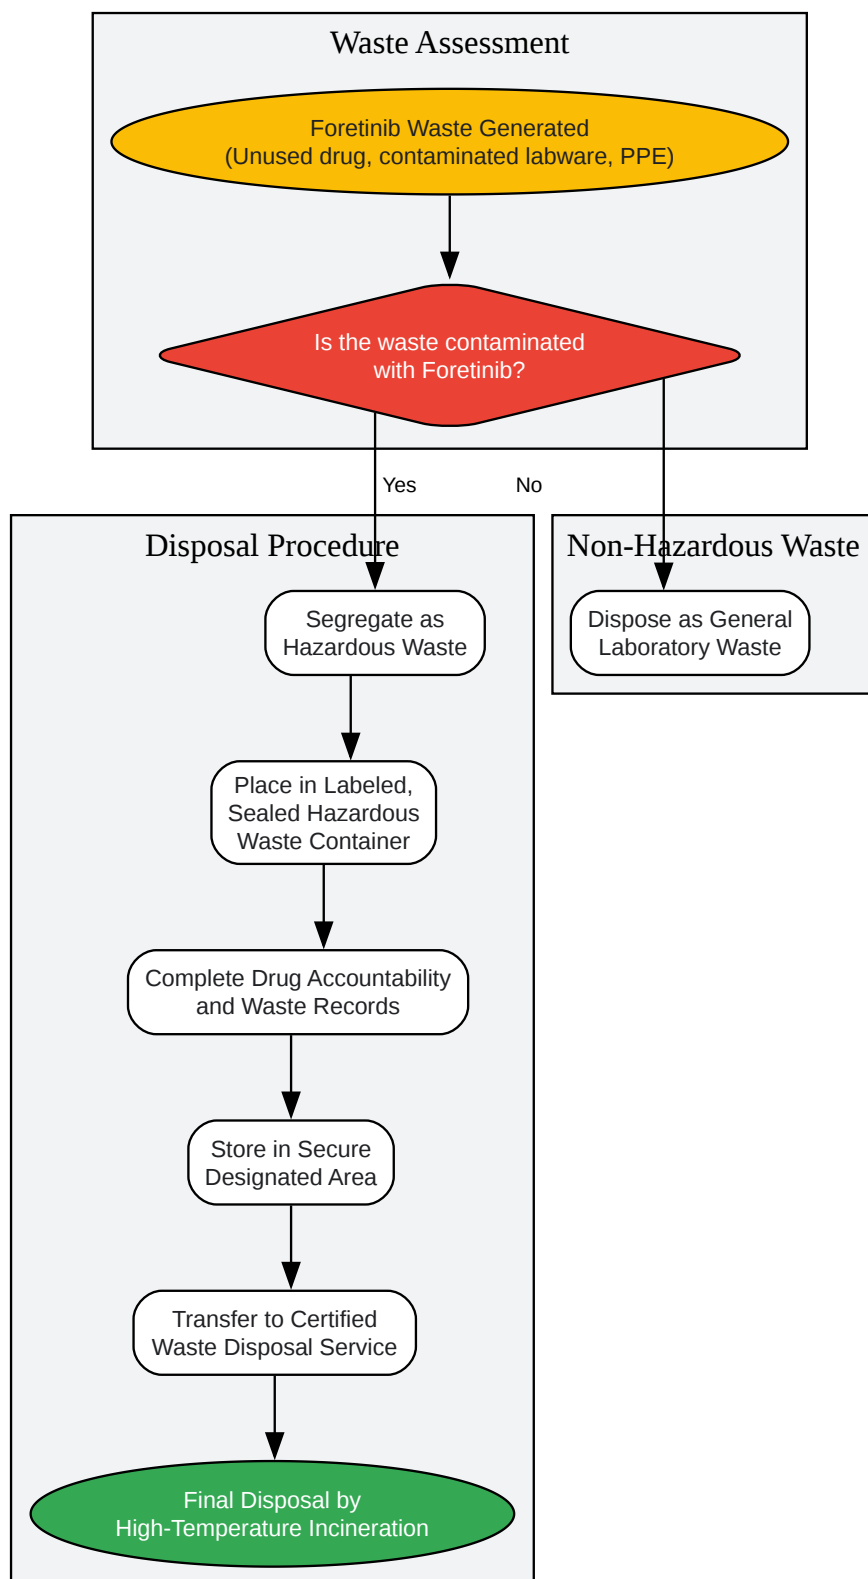 Waste Assessment
Foretinib Waste Generated
(Unused drug, contaminated labware, PPE)
Is the waste contaminated
with Foretinib?
Yes
No
Disposal Procedure
Non-Hazardous Waste
Segregate as
Hazardous Waste
Dispose as General
Laboratory Waste
Place in Labeled,
Sealed Hazardous
Waste Container
Complete Drug Accountability
and Waste Records
Store in Secure
Designated Area
Transfer to Certified
Waste Disposal Service
Final Disposal by
High-Temperature Incineration